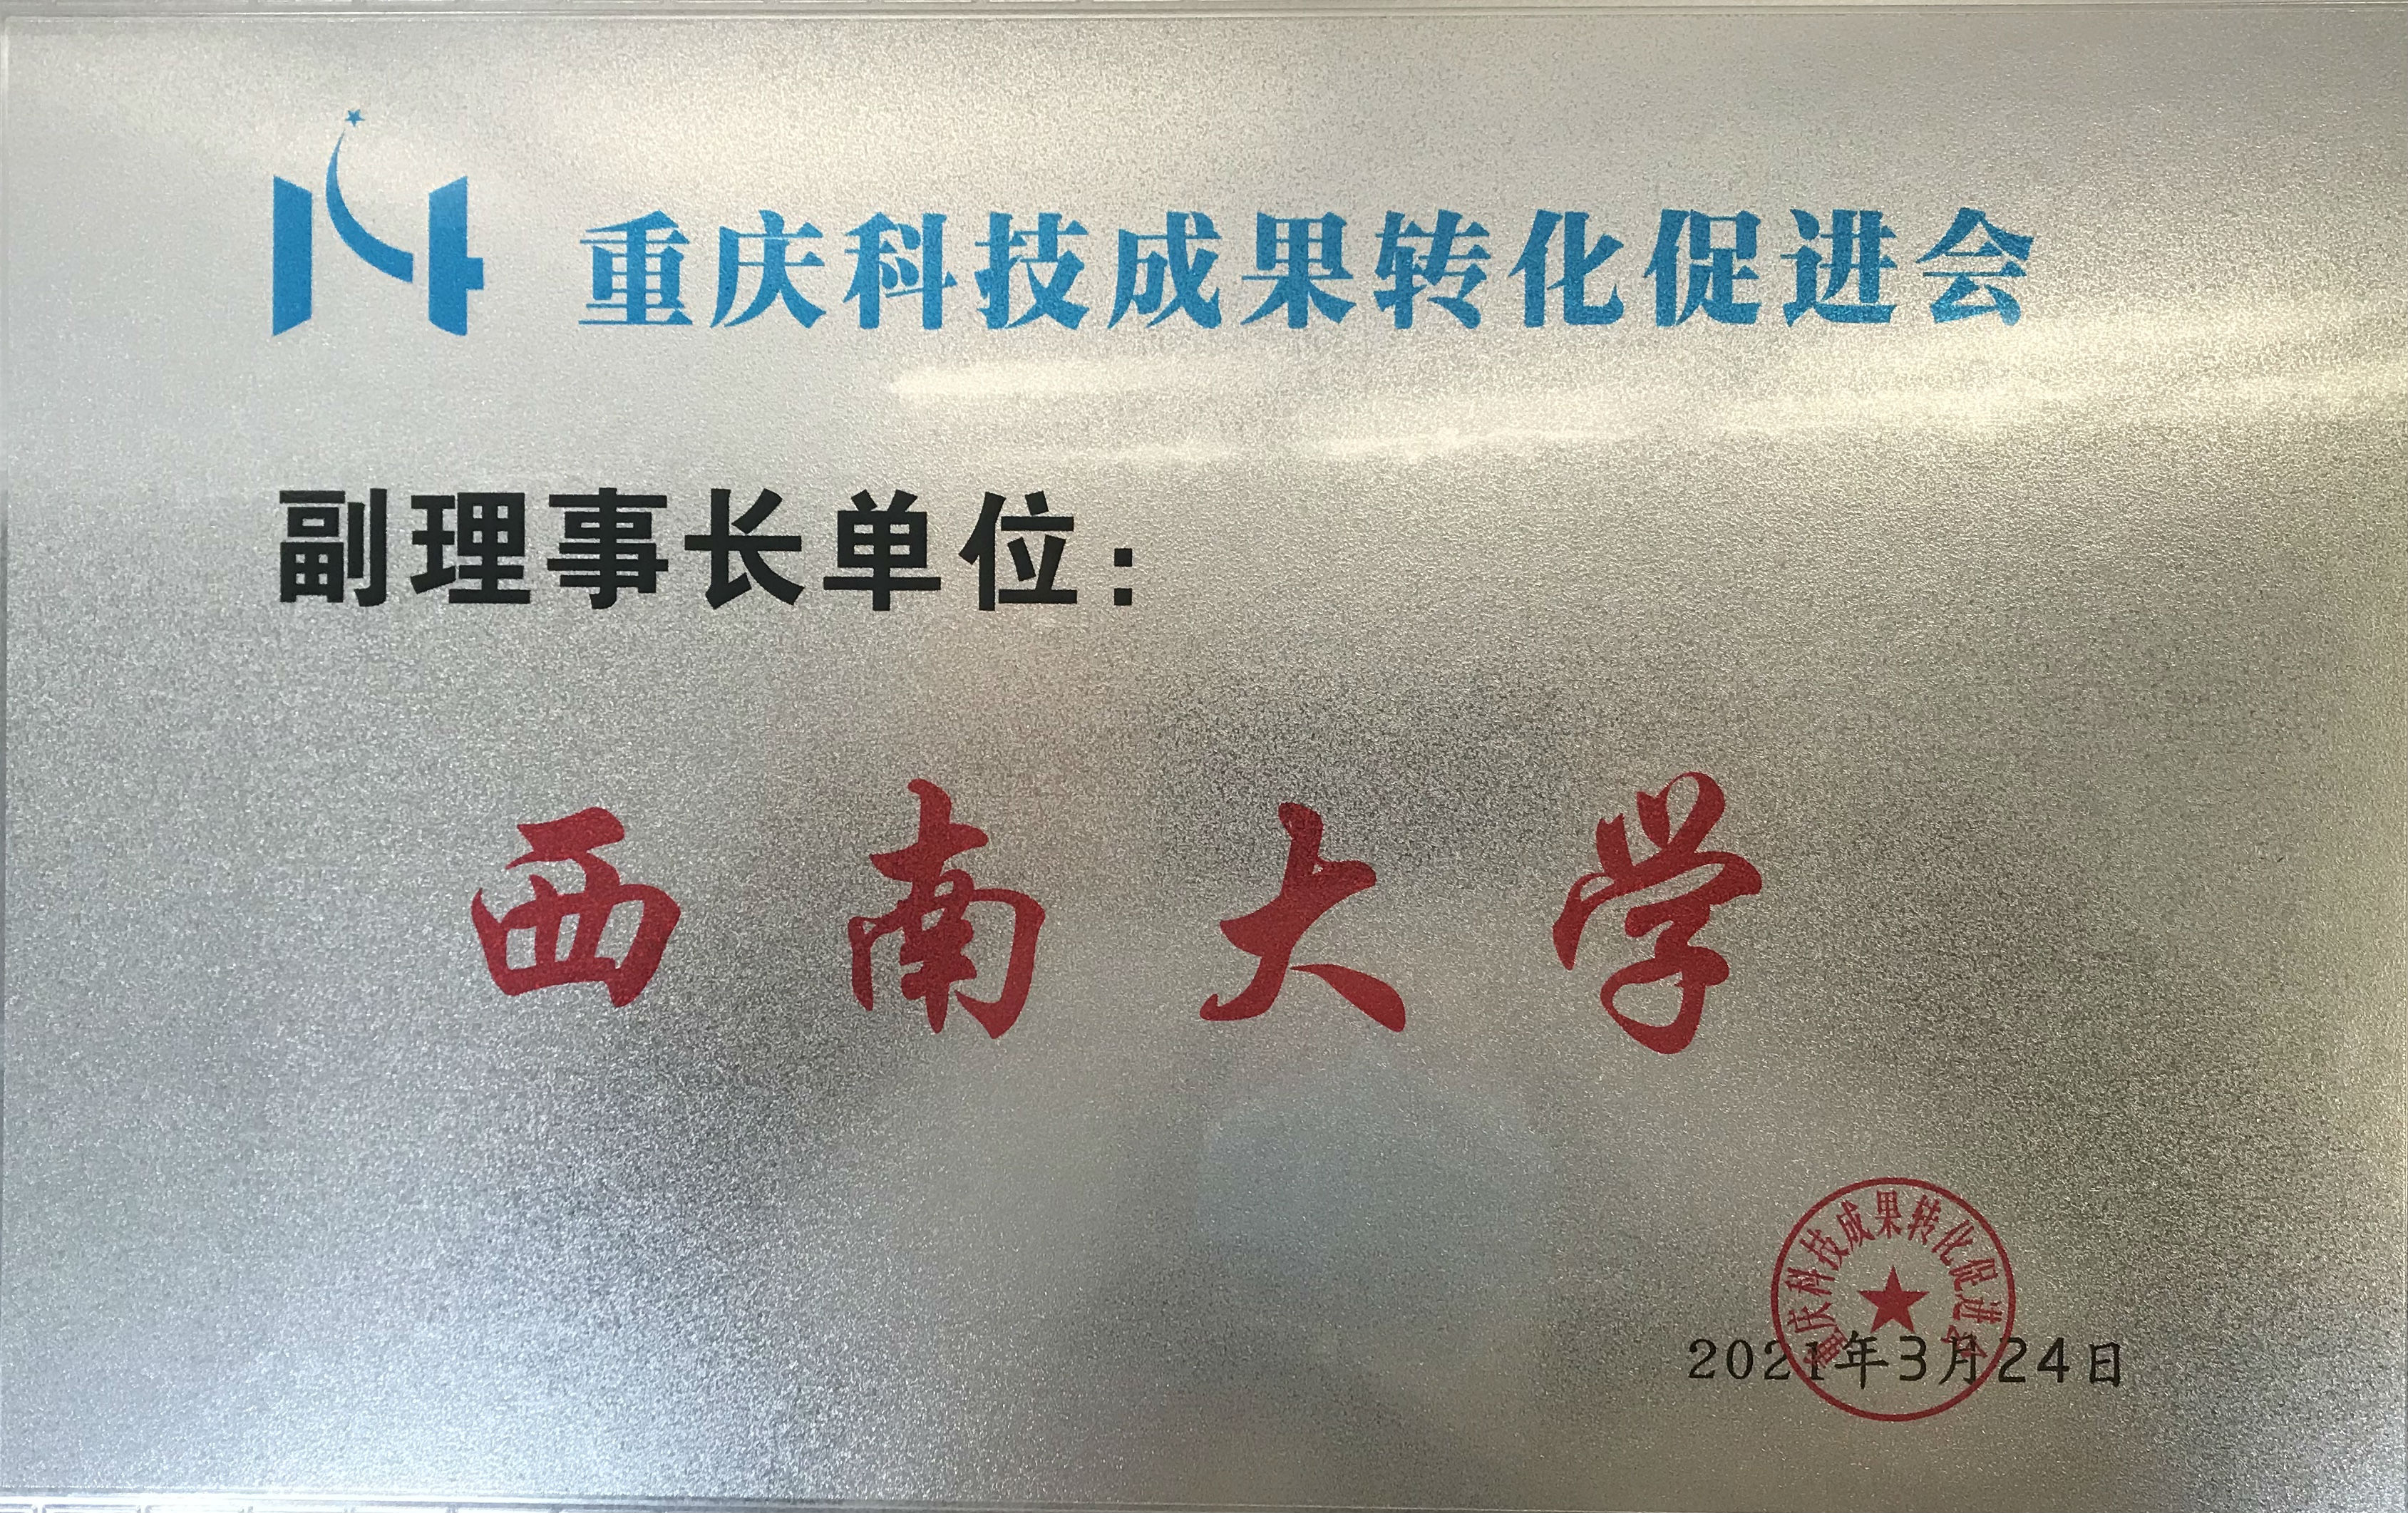 重庆科技成果转化促进会
副理事长单位：
西南大学
重庆科技成果转化促进会
2021年3月24日